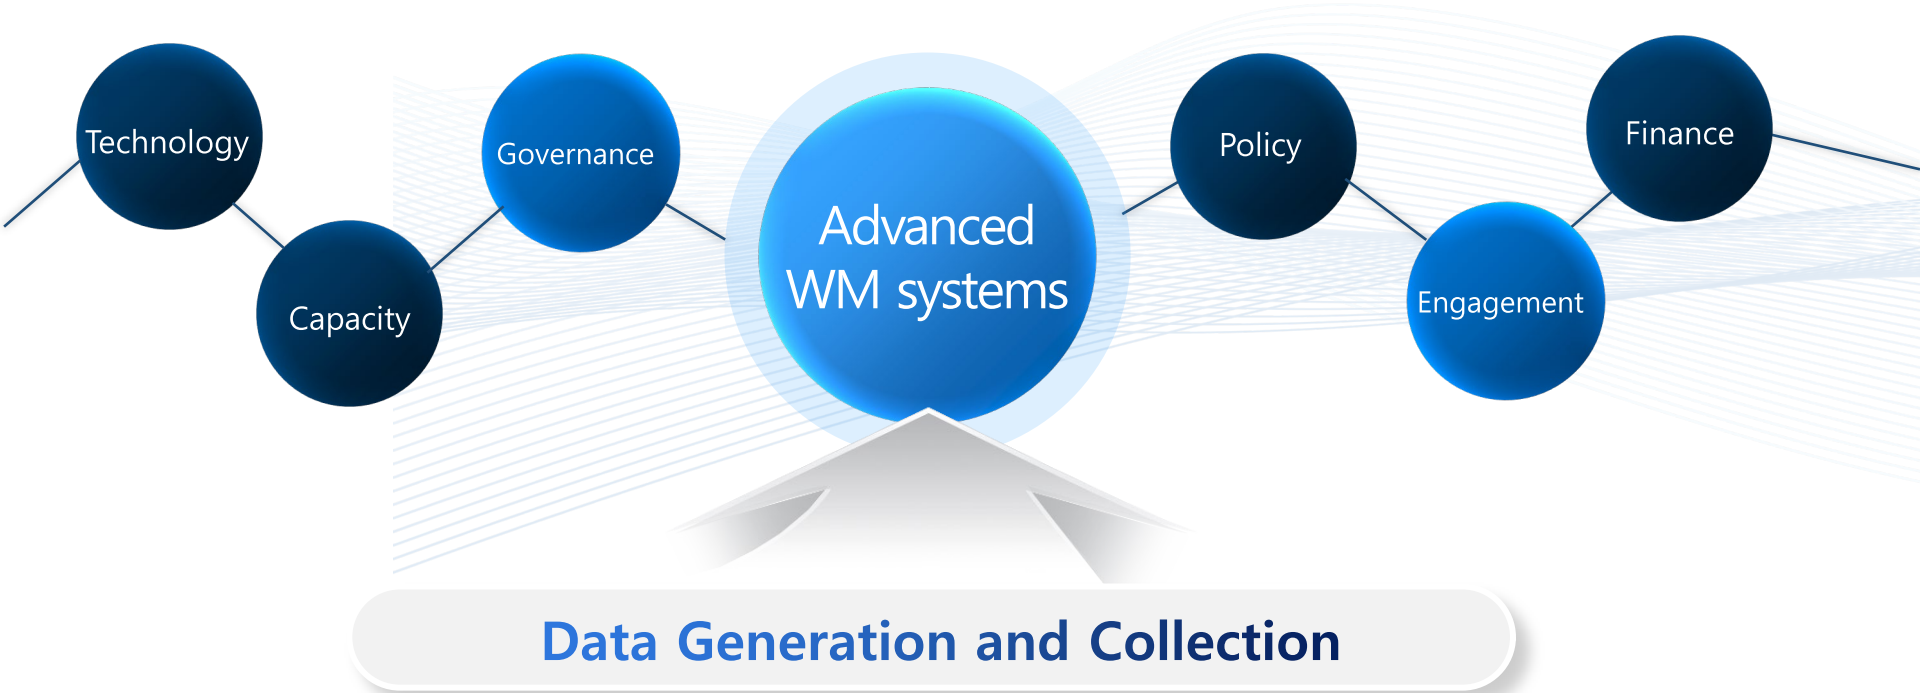 Technology
Capacity
Governance
Advanced
WM systems
Policy
Engagement
Finance
Data Generation and Collection